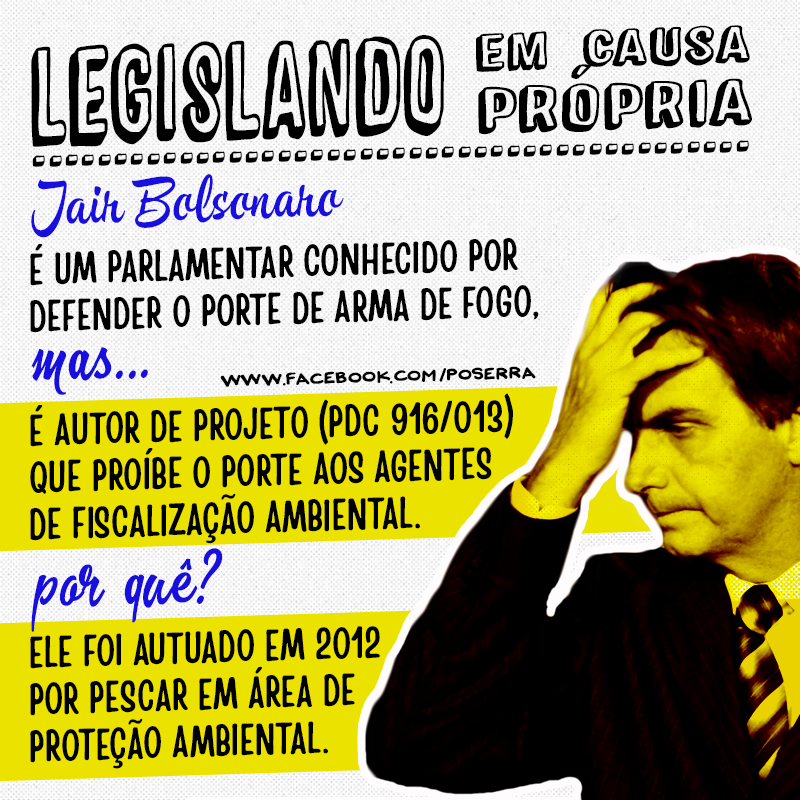 LEGISLANDO EM CAUSA
PRÓPRIA
Jair Bolsonaro
É UM PARLAMENTAR CONHECIDO POR
DEFENDER O PORTE DE ARMA DE FOGO,
mas...
WWW.FACEBOOK.COM/POSERRA
É AUTOR DE PROJETO (PDC 916/013)
QUE PROÍBE O PORTE AOS AGENTES
DE FISCALIZAÇÃO AMBIENTAL.
por quê?
ELE FOI AUTUADO EM 2012
POR PESCAR EM ÁREA DE
PROTEÇÃO AMBIENTAL.